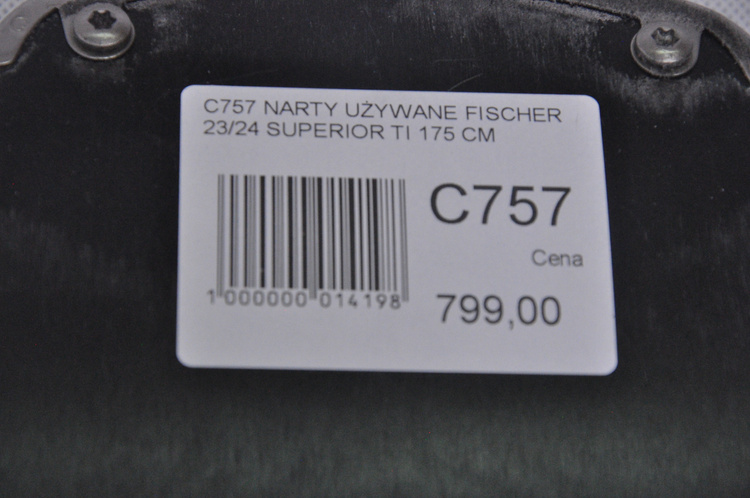 C757 NARTY UŻYWANE FISCHER
23/24 SUPERIOR TI 175 CM
C757
Cena
799,00
1 000000 014198